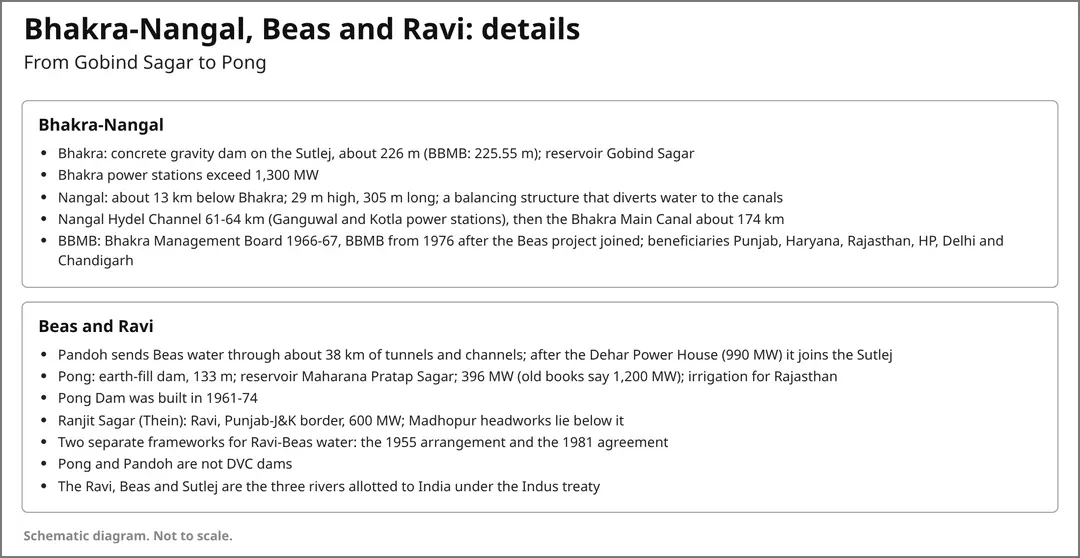 Bhakra-Nangal, Beas and Ravi: details
From Gobind Sagar to Pong
Bhakra-Nangal
• Bhakra: concrete gravity dam on the Sutlej, about 226 m (BBMB: 225.55 m); reservoir Gobind Sagar
• Bhakra power stations exceed 1,300 MW
• Nangal: about 13 km below Bhakra; 29 m high, 305 m long; a balancing structure that diverts water to the canals
• Nangal Hydel Channel 61-64 km (Ganguwal and Kotla power stations), then the Bhakra Main Canal about 174 km
• BBMB: Bhakra Management Board 1966-67, BBMB from 1976 after the Beas project joined; beneficiaries Punjab, Haryana, Rajasthan, HP, Delhi and
Chandigarh
Beas and Ravi
• Pandoh sends Beas water through about 38 km of tunnels and channels; after the Dehar Power House (990 MW) it joins the Sutlej
• Pong: earth-fill dam, 133 m; reservoir Maharana Pratap Sagar; 396 MW (old books say 1,200 MW); irrigation for Rajasthan
• Pong Dam was built in 1961-74
• Ranjit Sagar (Thein): Ravi, Punjab-J&K border, 600 MW; Madhopur headworks lie below it
• Two separate frameworks for Ravi-Beas water: the 1955 arrangement and the 1981 agreement
• Pong and Pandoh are not DVC dams
• The Ravi, Beas and Sutlej are the three rivers allotted to India under the Indus treaty
Schematic diagram. Not to scale.